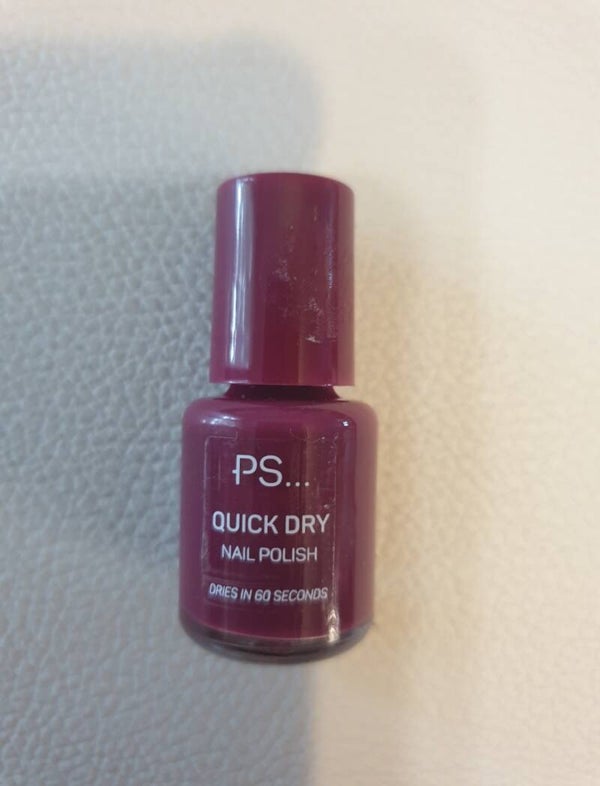 PS...
QUICK DRY
NAIL POLISH
DRIES IN 60 SECONDS